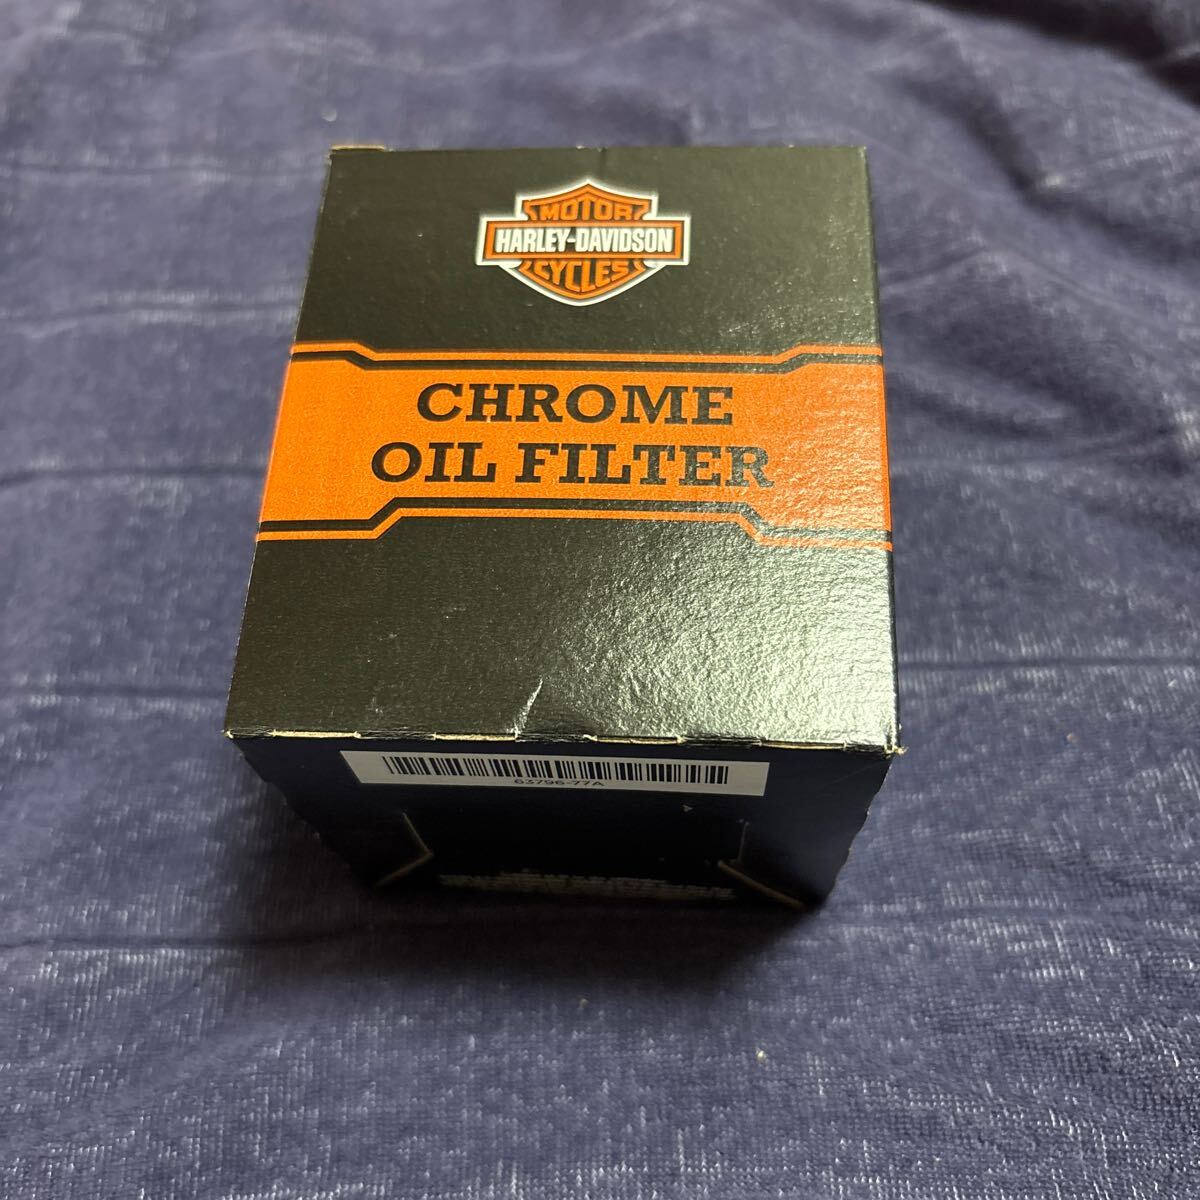 MOTOR
HARLEY-DAVIDSON
CYCLES
CHROME
OIL FILTER
63796-77A